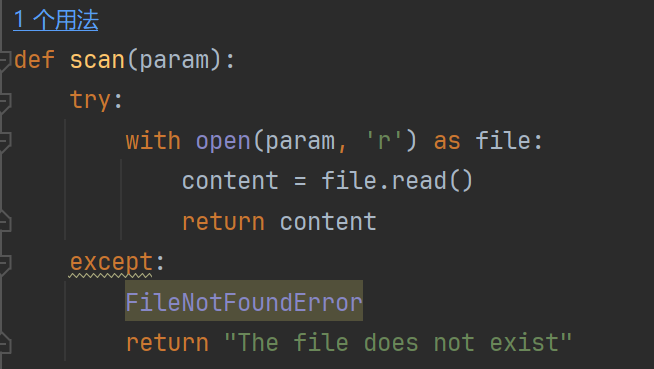 1 个用法
def scan(param):
    try:
        with open(param, 'r') as file:
            content = file.read()
            return content
    except:
        FileNotFoundError
        return "The file does not exist"